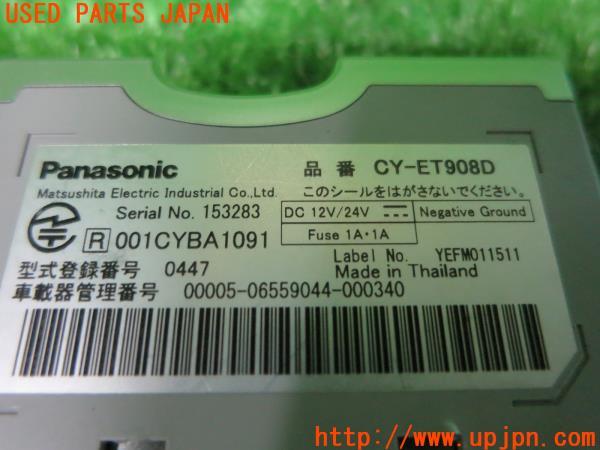 USED PARTS JAPAN
Panasonic 品番 CY-ET908D
Matsushita Electric Industrial Co.,Ltd. このシールをはがさないでください。
Serial No. 153283 DC 12V/24V Negative Ground
R 001CYBA1091 Fuse 1A・1A
Label No. YEFM011511
型式登録番号 0447 Made in Thailand
車載器管理番号 00005-06559044-000340
http://www.upjpn.com/